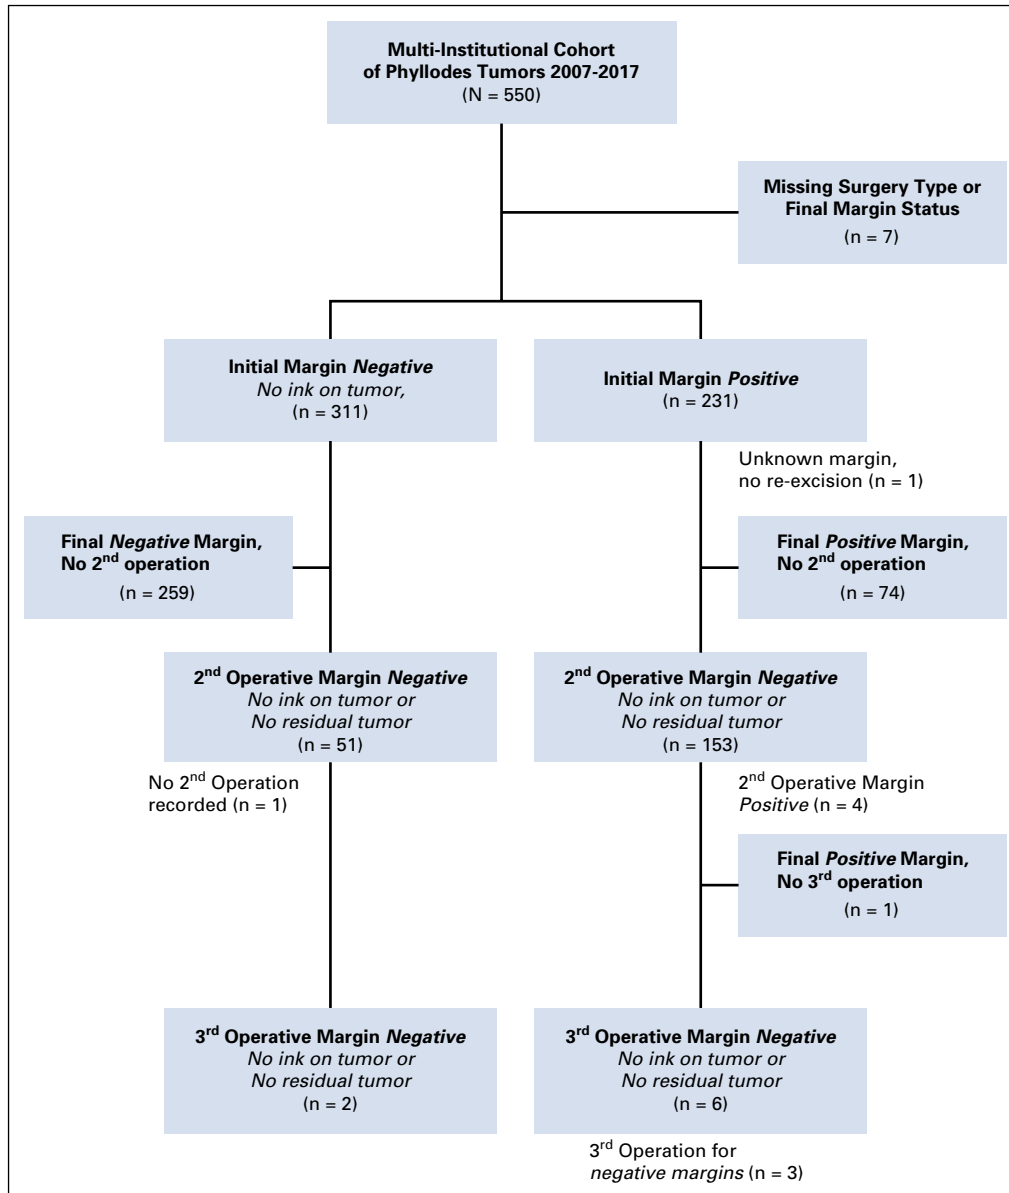 Multi-Institutional Cohort
of Phyllodes Tumors 2007-2017
(N = 550)
Missing Surgery Type or
Final Margin Status
(n = 7)
Initial Margin Negative
No ink on tumor,
(n = 311)
Initial Margin Positive
(n = 231)
Unknown margin,
no re-excision (n = 1)
Final Negative Margin,
No 2nd operation
(n = 259)
Final Positive Margin,
No 2nd operation
(n = 74)
2nd Operative Margin Negative
No ink on tumor or
No residual tumor
(n = 51)
2nd Operative Margin Negative
No ink on tumor or
No residual tumor
(n = 153)
No 2nd Operation
recorded (n = 1)
2nd Operative Margin
Positive (n = 4)
Final Positive Margin,
No 3rd operation
(n = 1)
3rd Operative Margin Negative
No ink on tumor or
No residual tumor
(n = 2)
3rd Operative Margin Negative
No ink on tumor or
No residual tumor
(n = 6)
3rd Operation for
negative margins (n = 3)